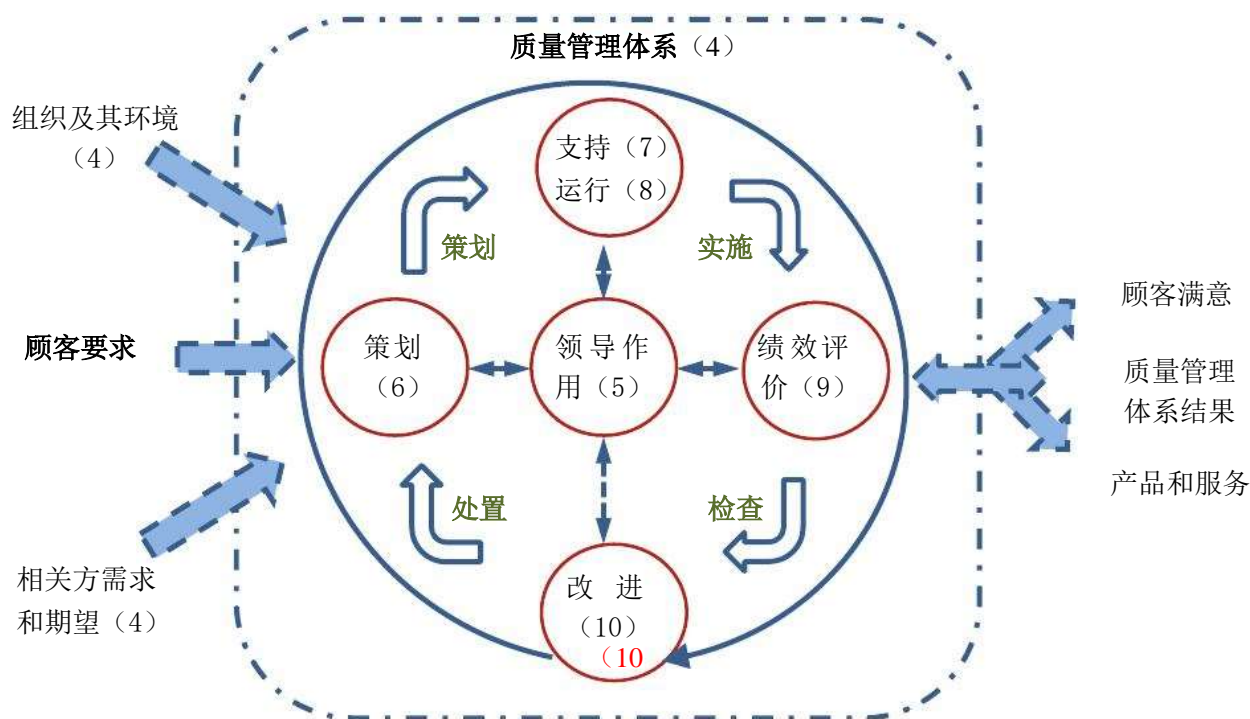 质量管理体系（4）
组织及其环境
（4）
支持（7）
运行（8）
策划
实施
顾客要求
策划
（6）
领导作
用（5）
绩效评
价（9）
顾客满意
质量管理
体系结果
产品和服务
处置
检查
相关方需求
和期望（4）
改 进
（10）
（10